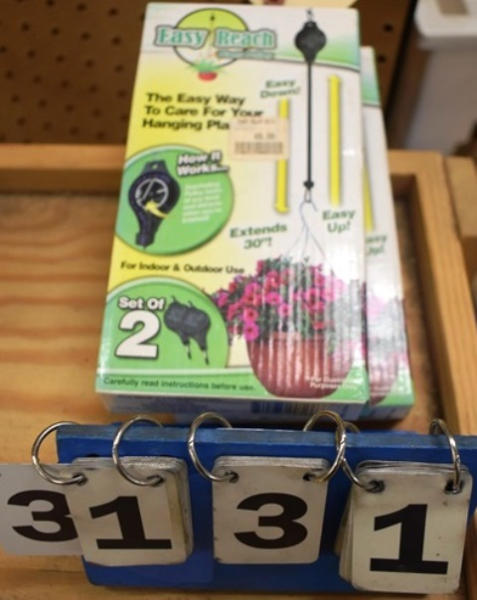 Easy Reach
The Easy Way
To Care For Your
Hanging Pla
Easy
Down!
How It
Works...
Extends
30"!
Easy
Up!
For Indoor & Outdoor Use
Set Of
2
Carefully read instructions before use.
3 1 3 1